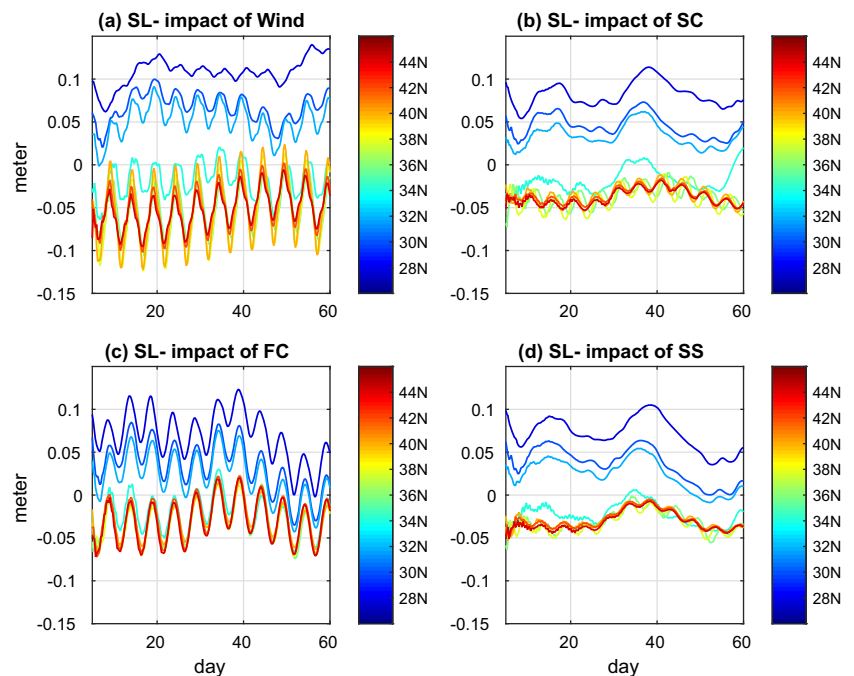 (a) SL- impact of Wind
meter
0.1
0.05
0
-0.05
-0.1
-0.15
20
40
60
44N
42N
40N
38N
36N
34N
32N
30N
28N
(b) SL- impact of SC
0.1
0.05
0
-0.05
-0.1
-0.15
20
40
60
44N
42N
40N
38N
36N
34N
32N
30N
28N
(c) SL- impact of FC
meter
0.1
0.05
0
-0.05
-0.1
-0.15
20
40
60
day
44N
42N
40N
38N
36N
34N
32N
30N
28N
(d) SL- impact of SS
0.1
0.05
0
-0.05
-0.1
-0.15
20
40
60
day
44N
42N
40N
38N
36N
34N
32N
30N
28N